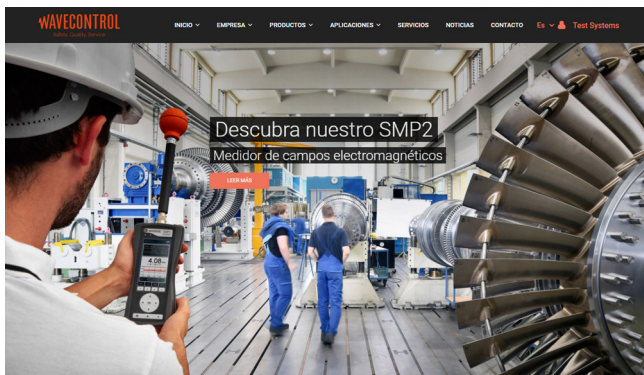 WAVECONTROL
Safety, Quality, Service
INICIO
EMPRESA
PRODUCTOS
APLICACIONES
SERVICIOS
NOTICIAS
CONTACTO
Es
Test Systems
Descubra nuestro SMP2
Medidor de campos electromagnéticos
LEER MÁS
4.08